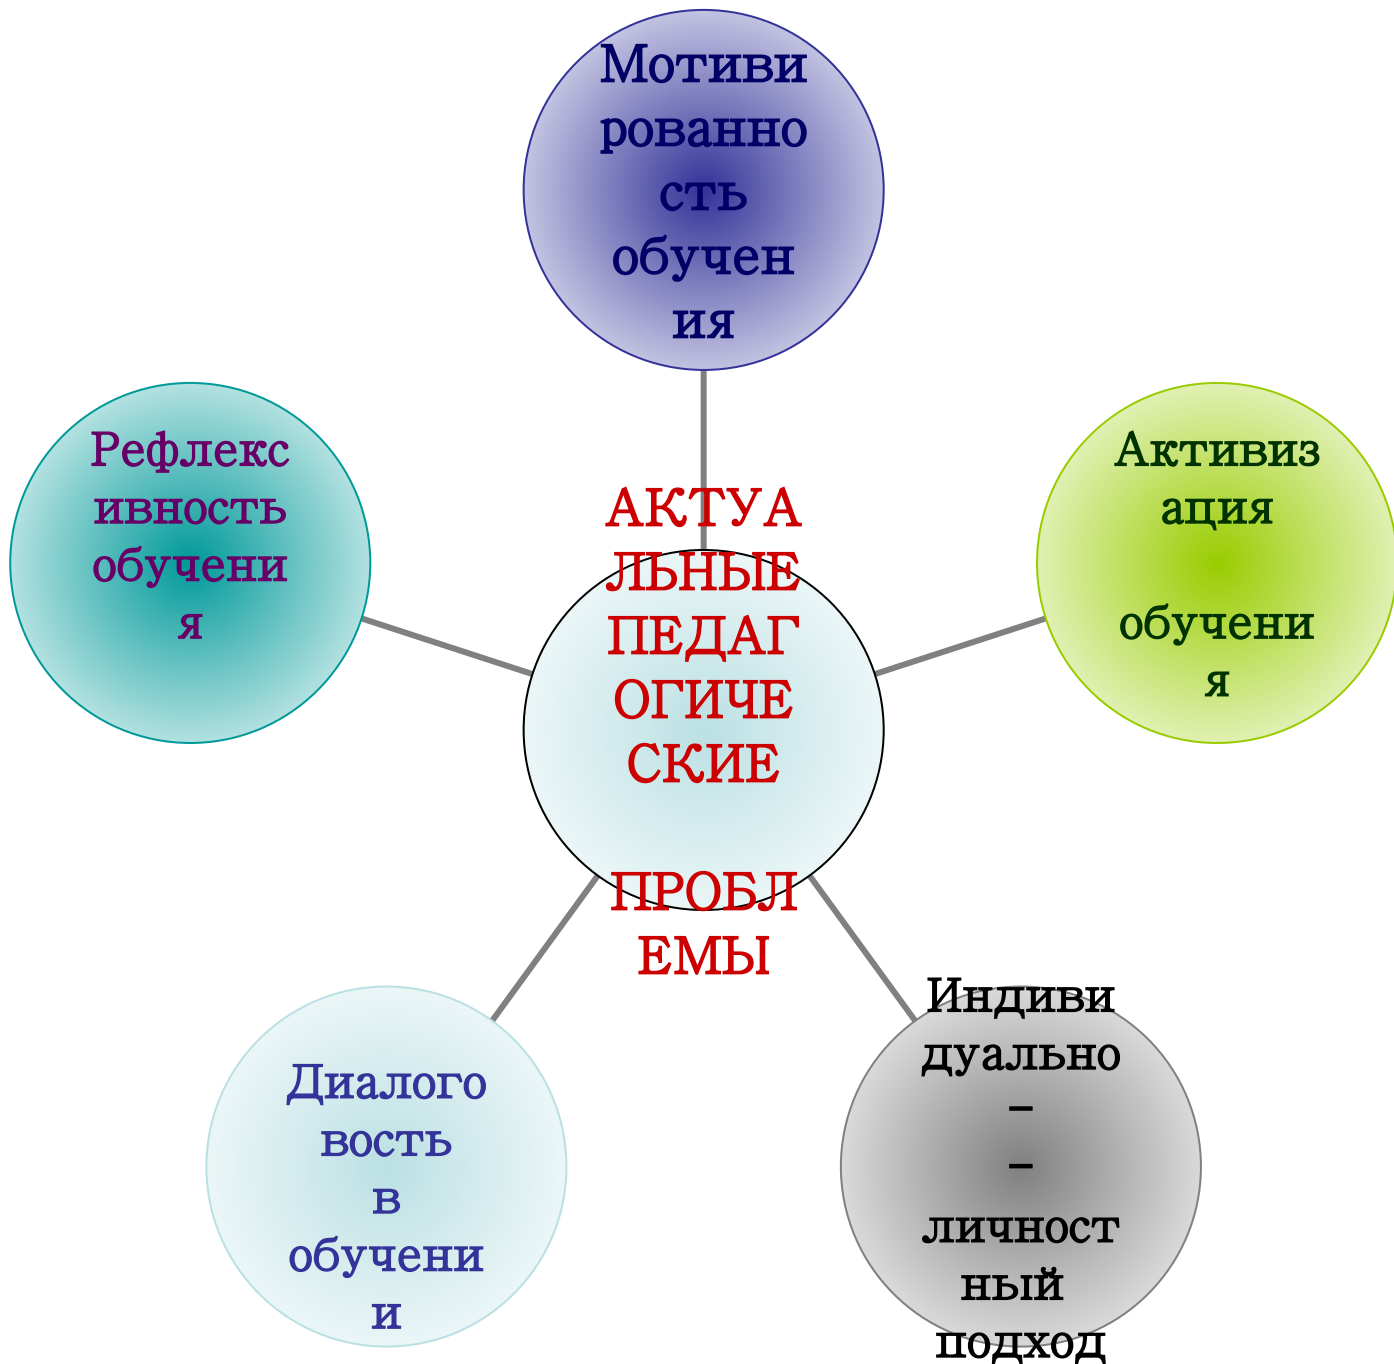 Мотиви
рованно
сть
обучен
ия
Рефлекс
ивность
обучени
я
Активиз
ация
обучени
я
АКТУА
ЛЬНЫЕ
ПЕДАГ
ОГИЧЕ
СКИЕ
ПРОБЛ
ЕМЫ
Диалого
вость
в
обучени
и
Индиви
дуально
-
-
личност
ный
подход